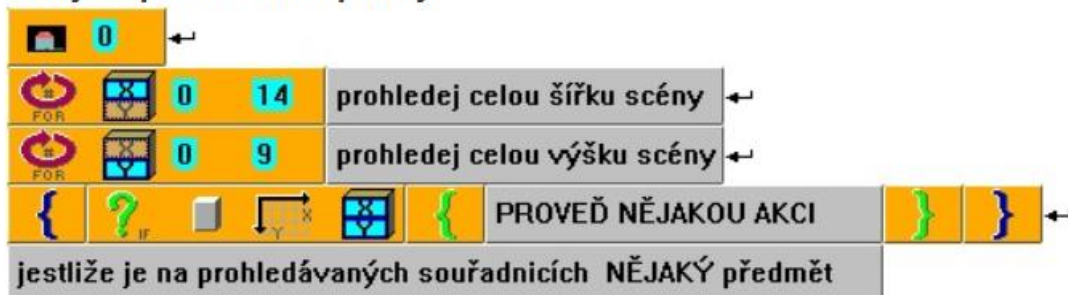 0
FOR X Y 0 14 prohledej celou šířku scény
FOR X Y 0 9 prohledej celou výšku scény
{ ? IF X Y X Y { PROVEĎ NĚJAKOU AKCI } }
jestliže je na prohledávaných souřadnicích NĚJAKÝ předmět